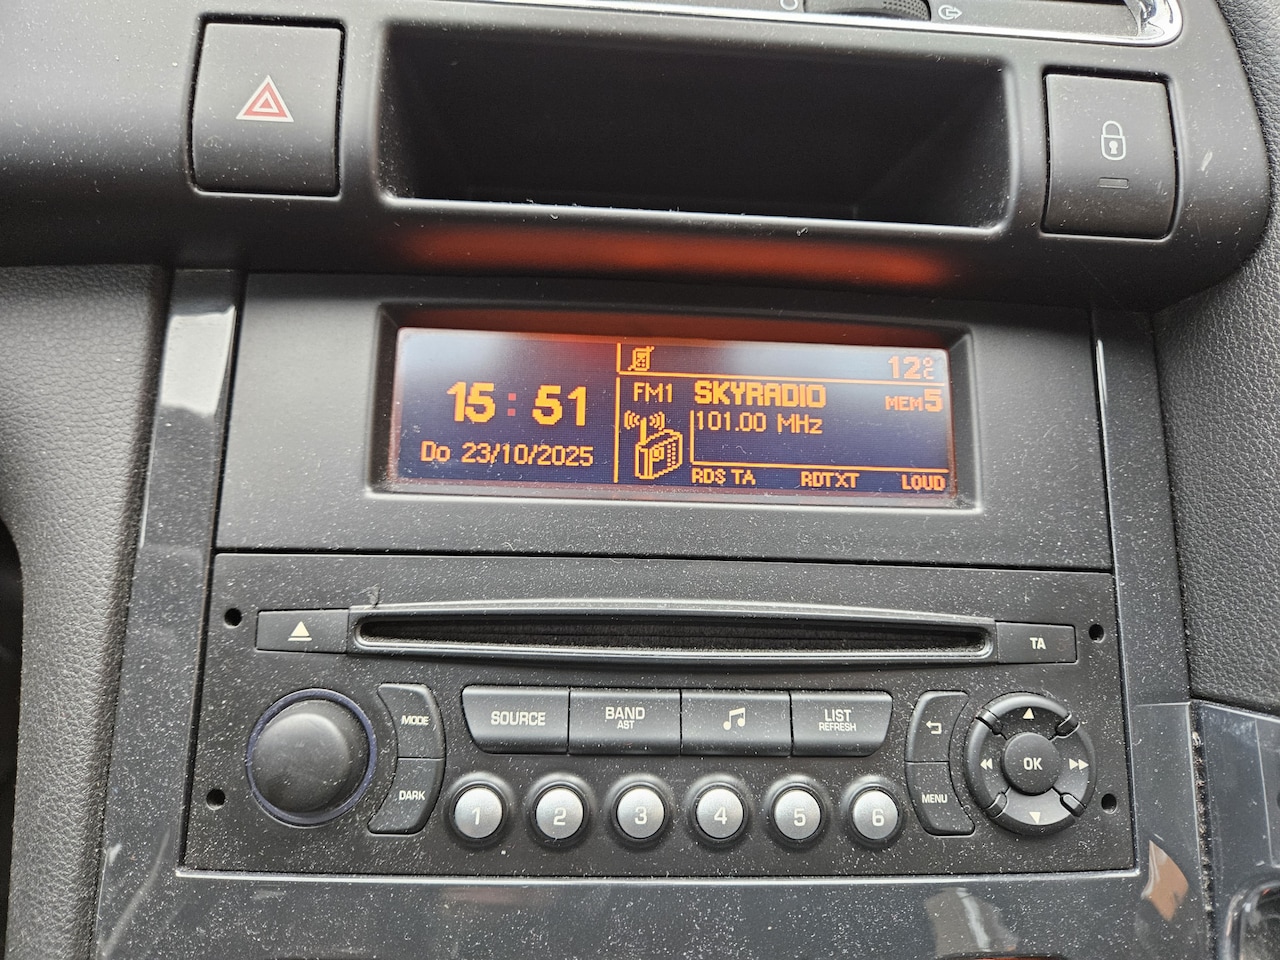 12°C
15:51
FM1 SKYRADIO MEM5
101.00 MHz
Do 23/10/2025
RDS TA RDTXT LOUD
TA
MODE
SOURCE
BAND
AST
LIST
REFRESH
OK
DARK
MENU
1 2 3 4 5 6